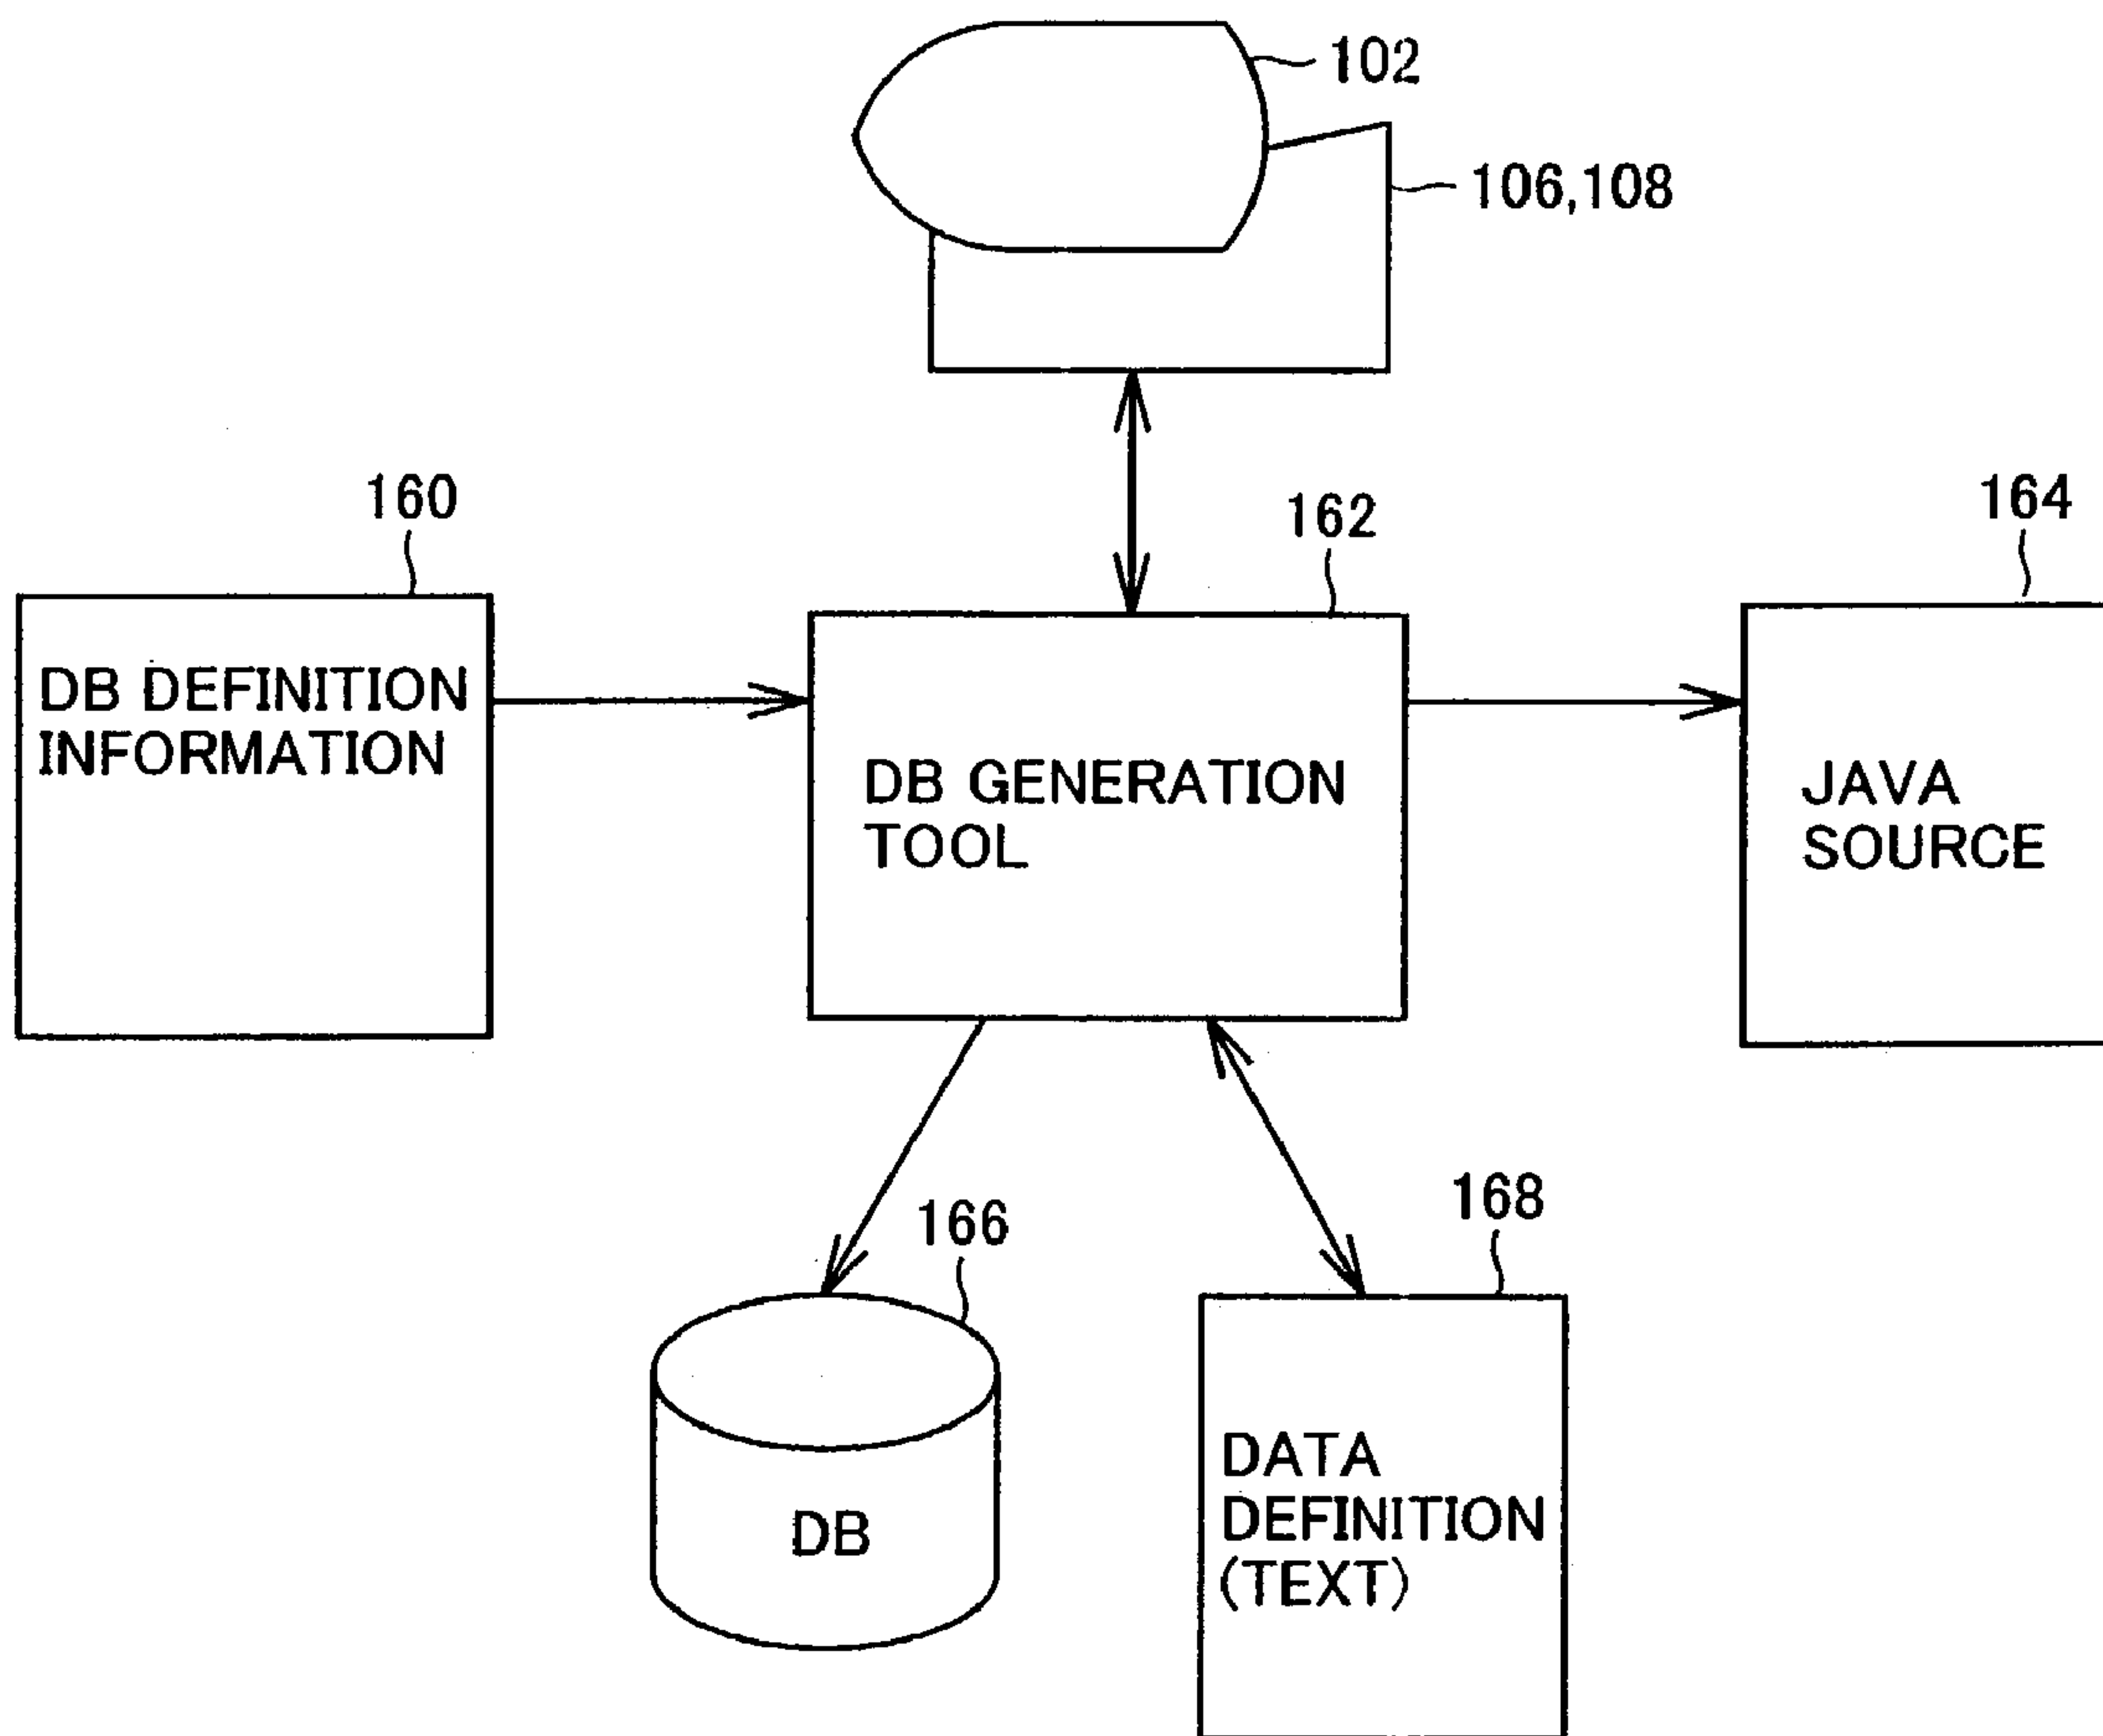 102
106,108
160
162
164
DB DEFINITION
INFORMATION
DB GENERATION
TOOL
JAVA
SOURCE
166
168
DB
DATA
DEFINITION
(TEXT)